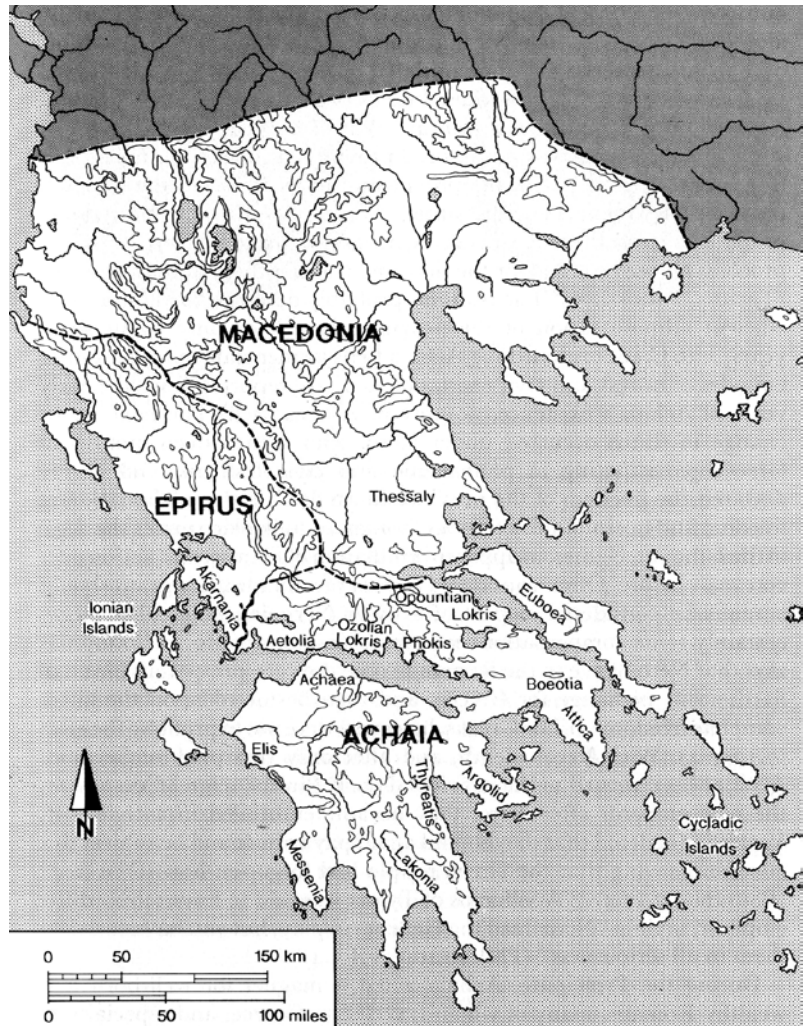 MACEDONIA
Thessaly
EPIRUS
Akarnania
Ionian
Islands
Aetolia
Ozolian
Lokris
Opountian
Lokris
Phokis
Euboea
Boeotia
Attica
Achaea
ACHAIA
Elis
Argolid
Thyreatis
Messenia
Lakonia
Cycladic
Islands
N
0 50 150 km
0 50 100 miles